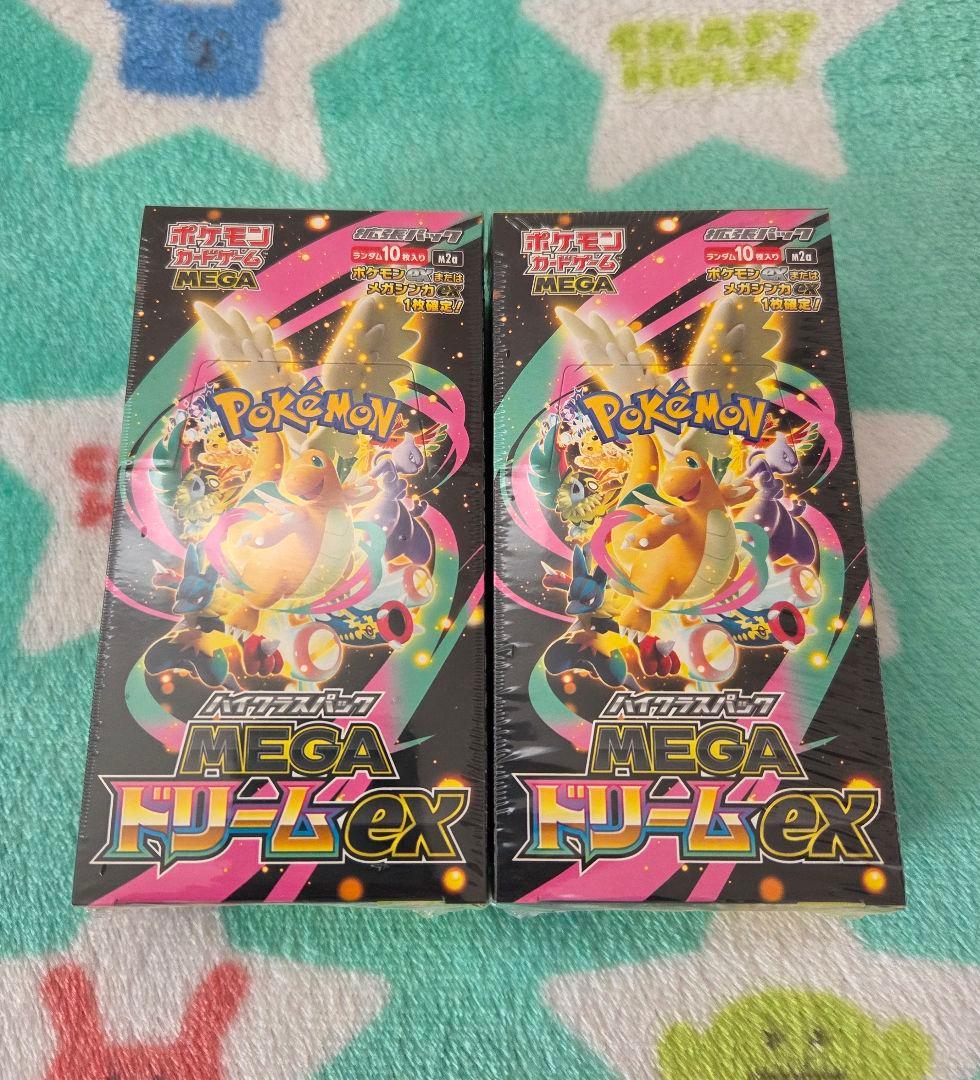 CRAFT
HOLIC
ポケモン
カードゲーム
MEGA
拡張パック
ランダム10枚入り
M2a
ポケモンexまたは
メガシンカex
1枚確定!
POKÉMON
ハイクラスパック
MEGA
ドリームex
ポケモン
カードゲーム
MEGA
拡張パック
ランダム10枚入り
M2a
ポケモンexまたは
メガシンカex
1枚確定!
POKÉMON
ハイクラスパック
MEGA
ドリームex